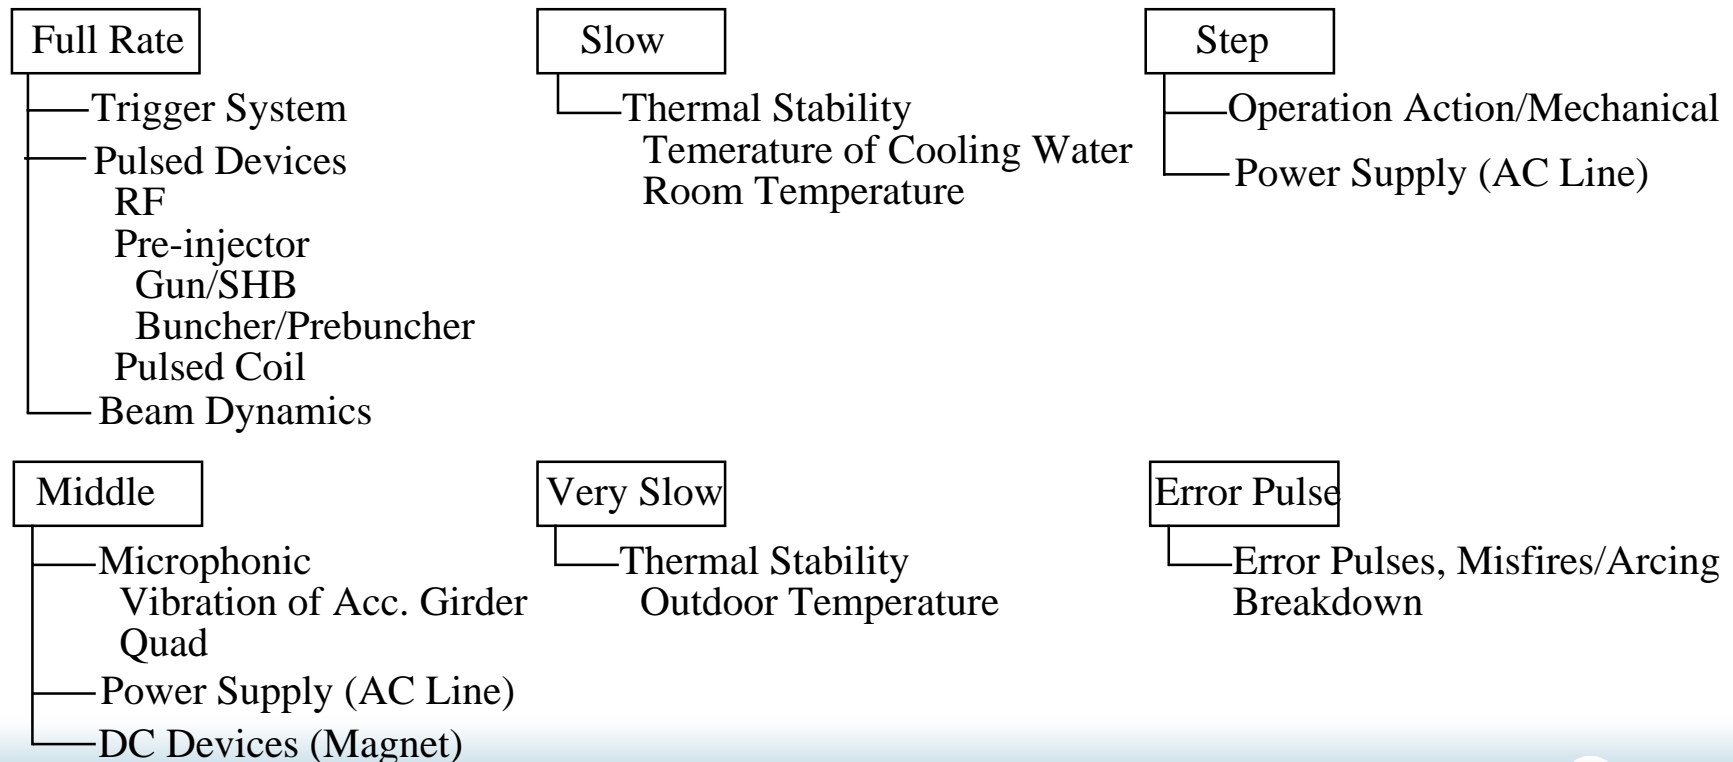 Full Rate
Trigger System
Pulsed Devices
RF
Pre-injector
Gun/SHB
Buncher/Prebuncher
Pulsed Coil
Beam Dynamics
Slow
Thermal Stability
Temerature of Cooling Water
Room Temperature
Step
Operation Action/Mechanical
Power Supply (AC Line)
Middle
Microphonic
Vibration of Acc. Girder
Quad
Power Supply (AC Line)
DC Devices (Magnet)
Very Slow
Thermal Stability
Outdoor Temperature
Error Pulse
Error Pulses, Misfires/Arcing
Breakdown